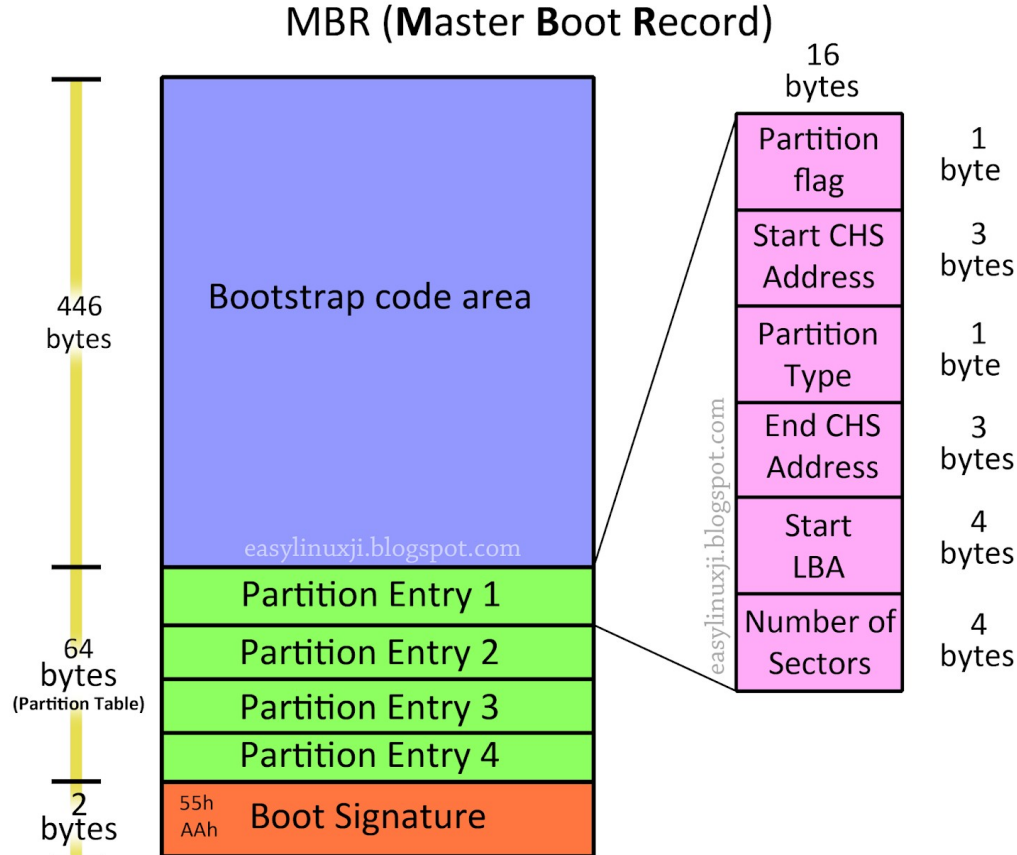 MBR (Master Boot Record)
446
bytes
64
bytes
(Partition Table)
2
bytes
Bootstrap code area
easylinuxji.blogspot.com
Partition Entry 1
Partition Entry 2
Partition Entry 3
Partition Entry 4
55h
AAh
Boot Signature
16
bytes
Partition
flag
1
byte
Start CHS
Address
3
bytes
Partition
Type
1
byte
End CHS
Address
3
bytes
Start
LBA
4
bytes
Number of
Sectors
4
bytes
easylinuxji.blogspot.com